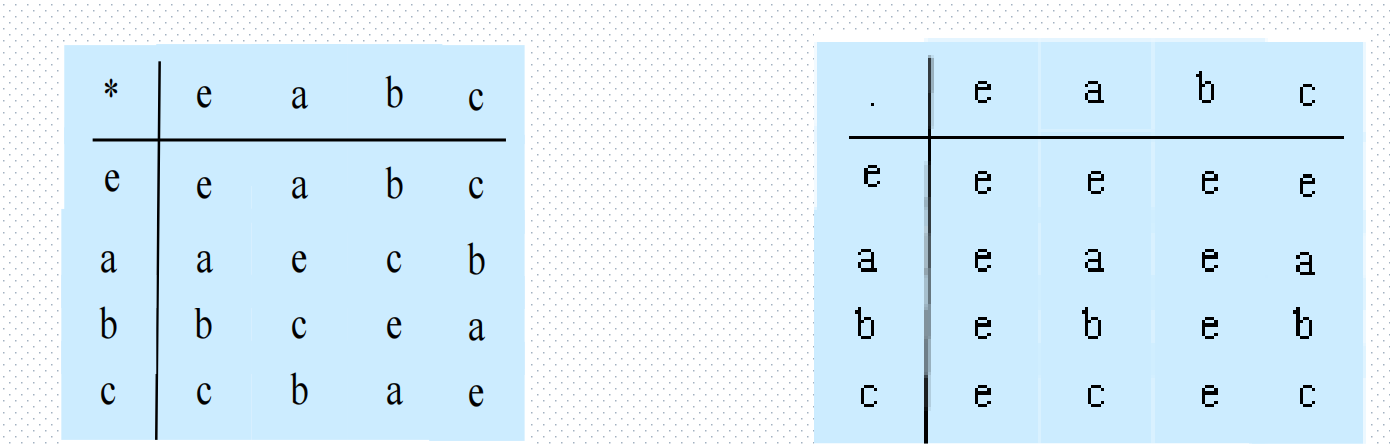 * e a b c
e e a b c
a a e c b
b b c e a
c c b a e
. e a b c
e e e e e
a e a e a
b e b e b
c e c e c